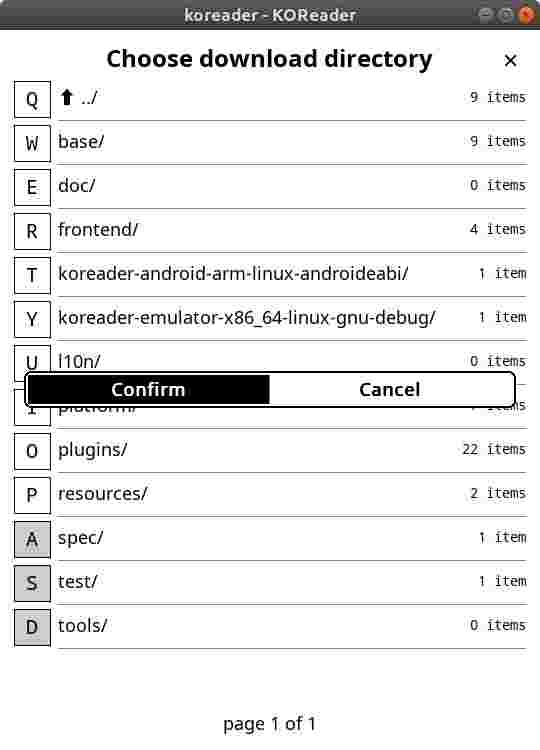 koreader - KOReader
Choose download directory ×
Q ⬆ ../ 9 items
W base/ 9 items
E doc/ 0 items
R frontend/ 4 items
T koreader-android-arm-linux-androideabi/ 1 item
Y koreader-emulator-x86_64-linux-gnu-debug/ 1 item
U l10n/ 0 items
Confirm Cancel
I platform/ items
O plugins/ 22 items
P resources/ 2 items
A spec/ 1 item
S test/ 1 item
D tools/ 0 items
page 1 of 1